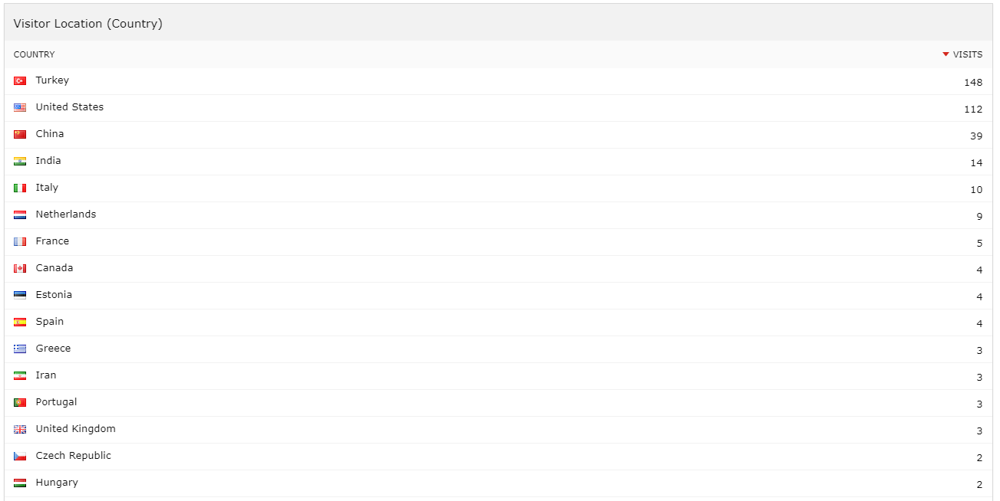 Visitor Location (Country)
COUNTRY VISITS
Turkey 148
United States 112
China 39
India 14
Italy 10
Netherlands 9
France 5
Canada 4
Estonia 4
Spain 4
Greece 3
Iran 3
Portugal 3
United Kingdom 3
Czech Republic 2
Hungary 2